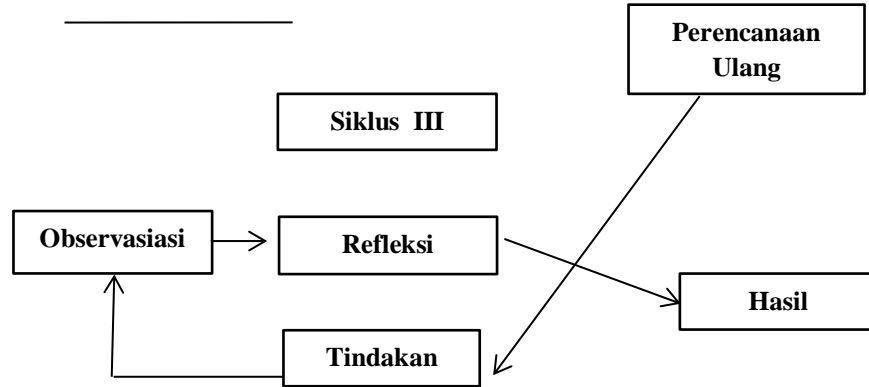 Perencanaan
Ulang
Siklus III
Observasiasi
Refleksi
Hasil
Tindakan